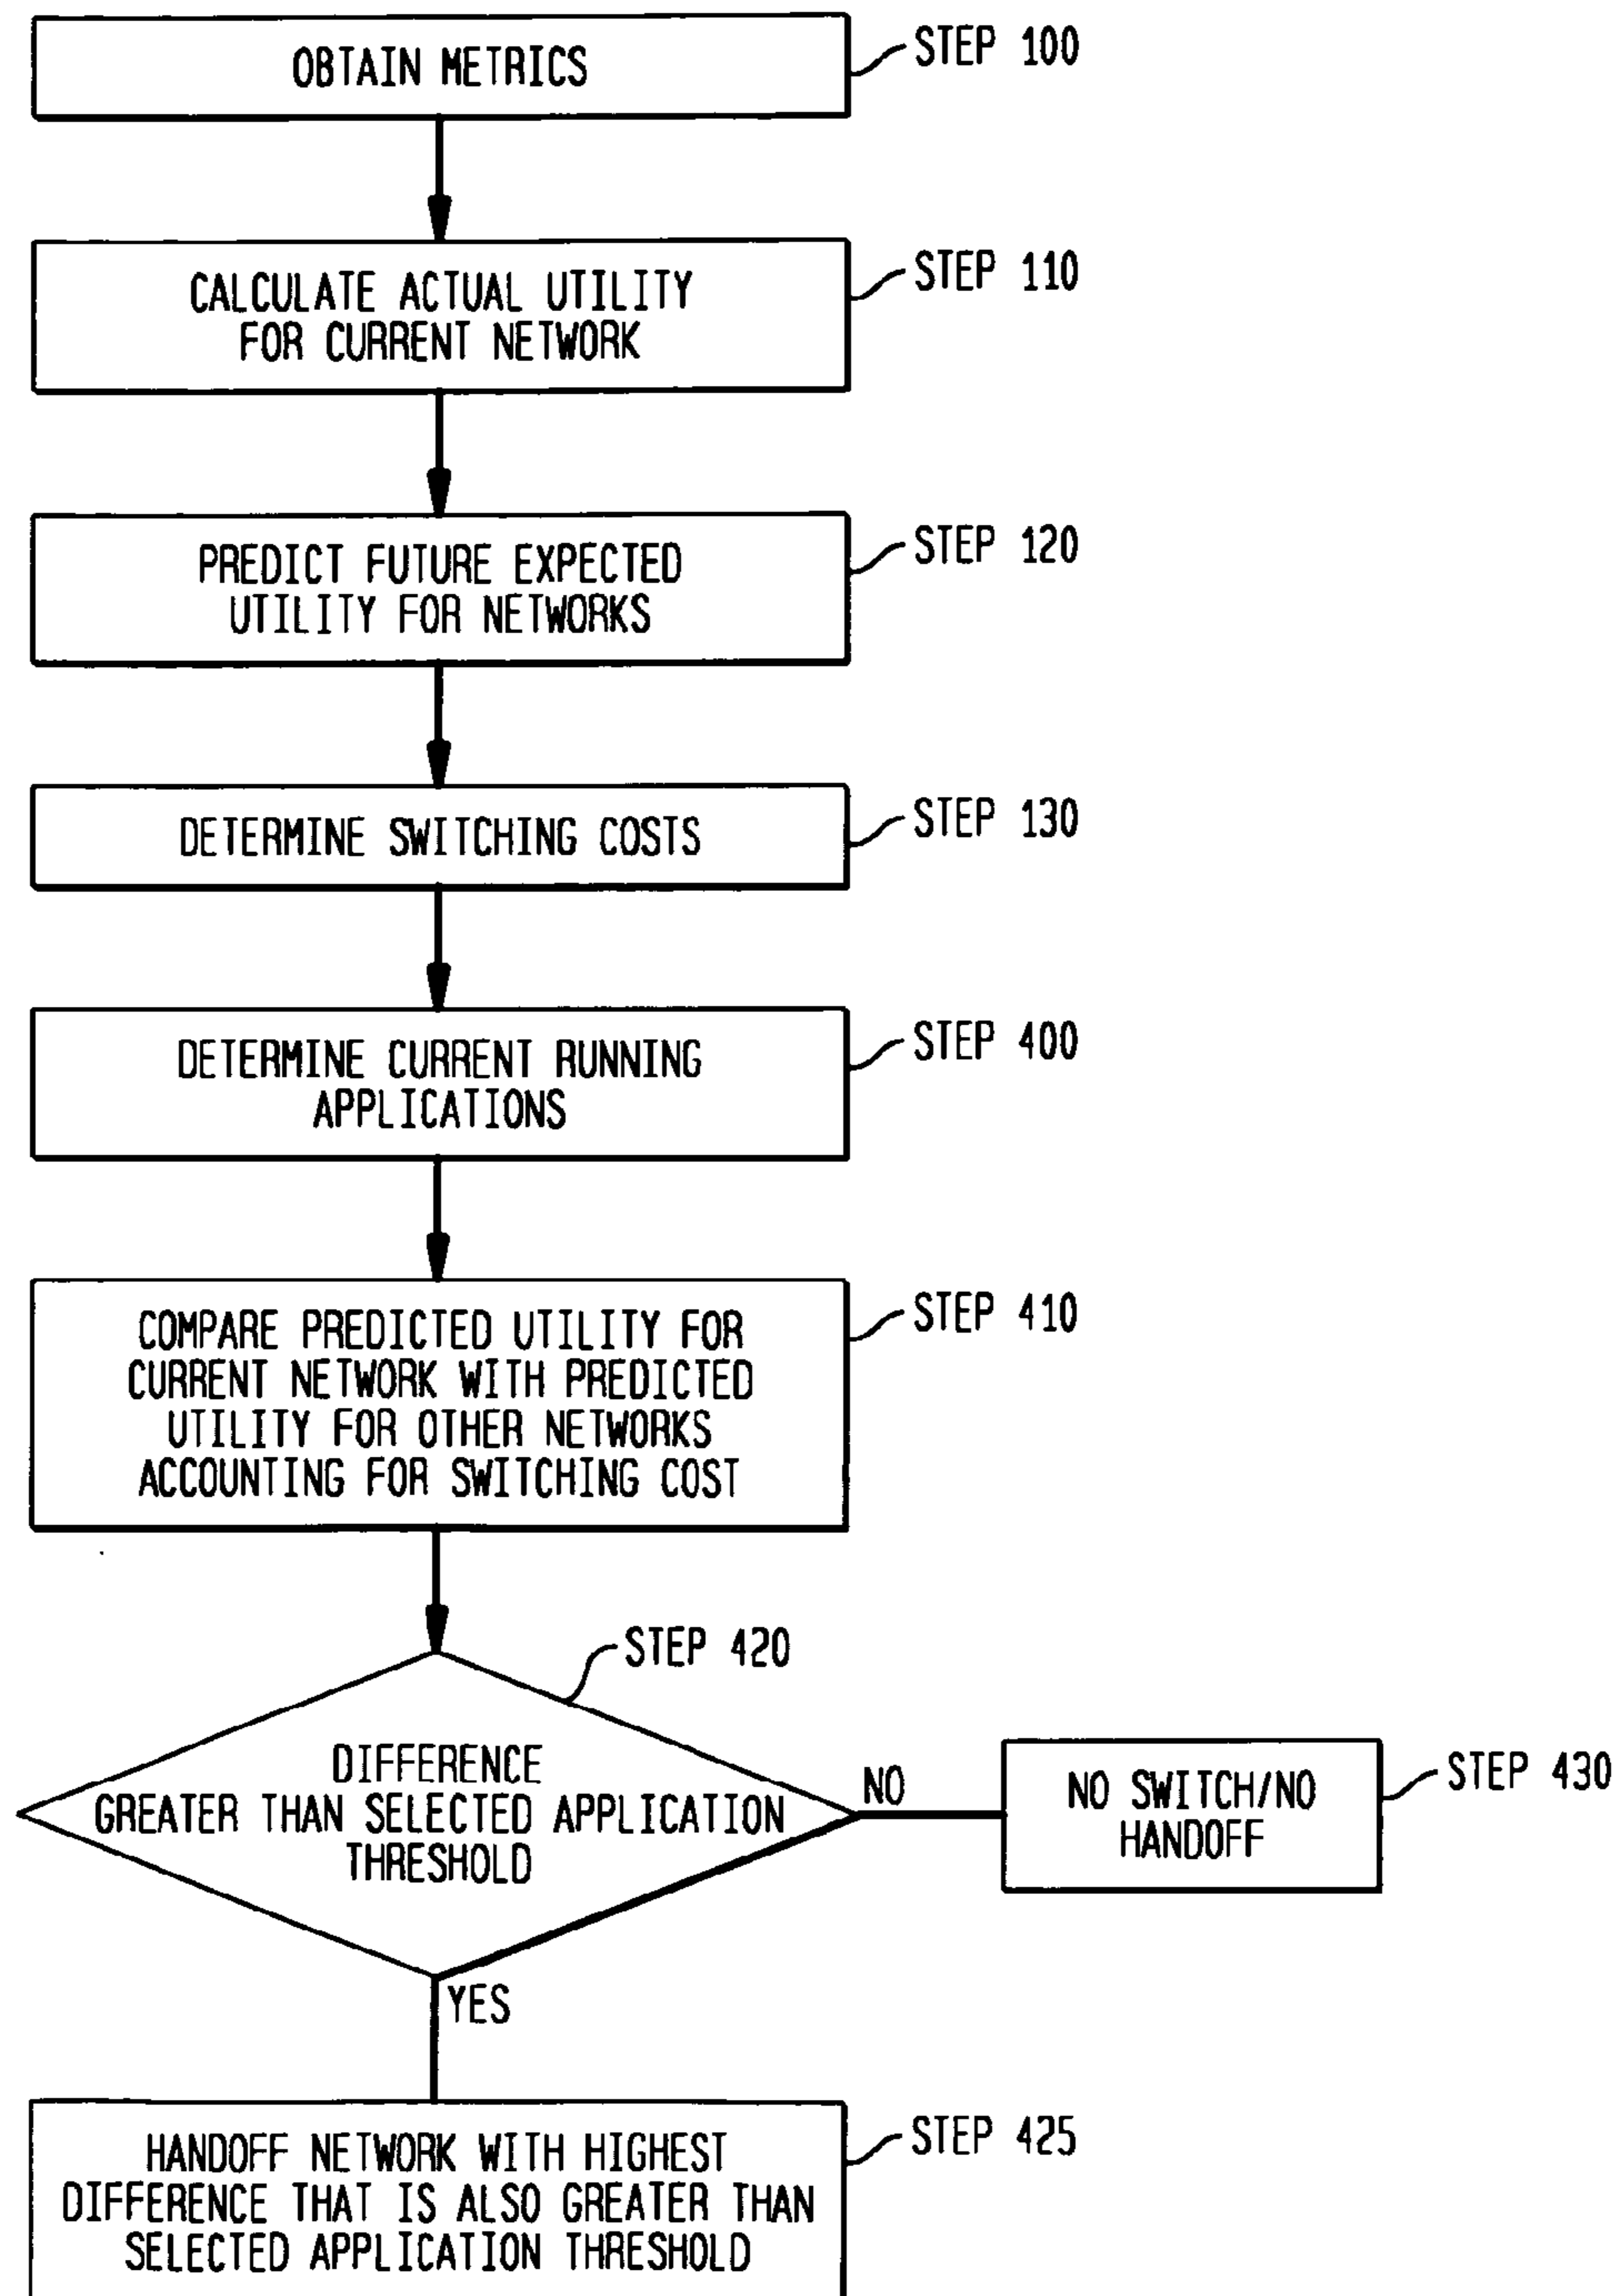 OBTAIN METRICS
STEP 100
CALCULATE ACTUAL UTILITY
FOR CURRENT NETWORK
STEP 110
PREDICT FUTURE EXPECTED
UTILITY FOR NETWORKS
STEP 120
DETERMINE SWITCHING COSTS
STEP 130
DETERMINE CURRENT RUNNING
APPLICATIONS
STEP 400
COMPARE PREDICTED UTILITY FOR
CURRENT NETWORK WITH PREDICTED
UTILITY FOR OTHER NETWORKS
ACCOUNTING FOR SWITCHING COST
STEP 410
STEP 420
DIFFERENCE
GREATER THAN SELECTED APPLICATION
THRESHOLD
NO
NO SWITCH/NO
HANDOFF
STEP 430
YES
HANDOFF NETWORK WITH HIGHEST
DIFFERENCE THAT IS ALSO GREATER THAN
SELECTED APPLICATION THRESHOLD
STEP 425